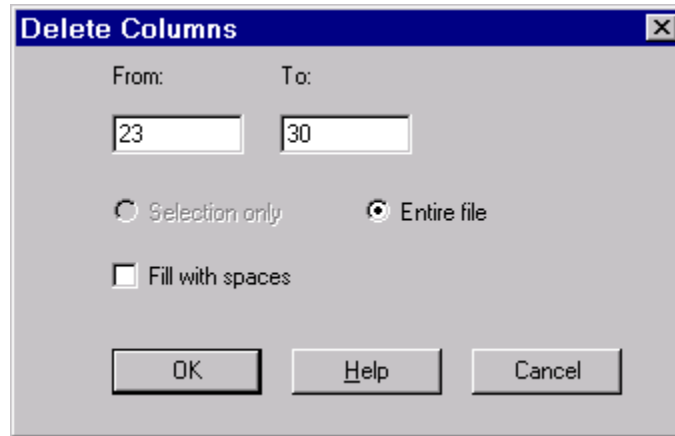 Delete Columns
From: To:
23 30
Selection only Entire file
Fill with spaces
OK Help Cancel